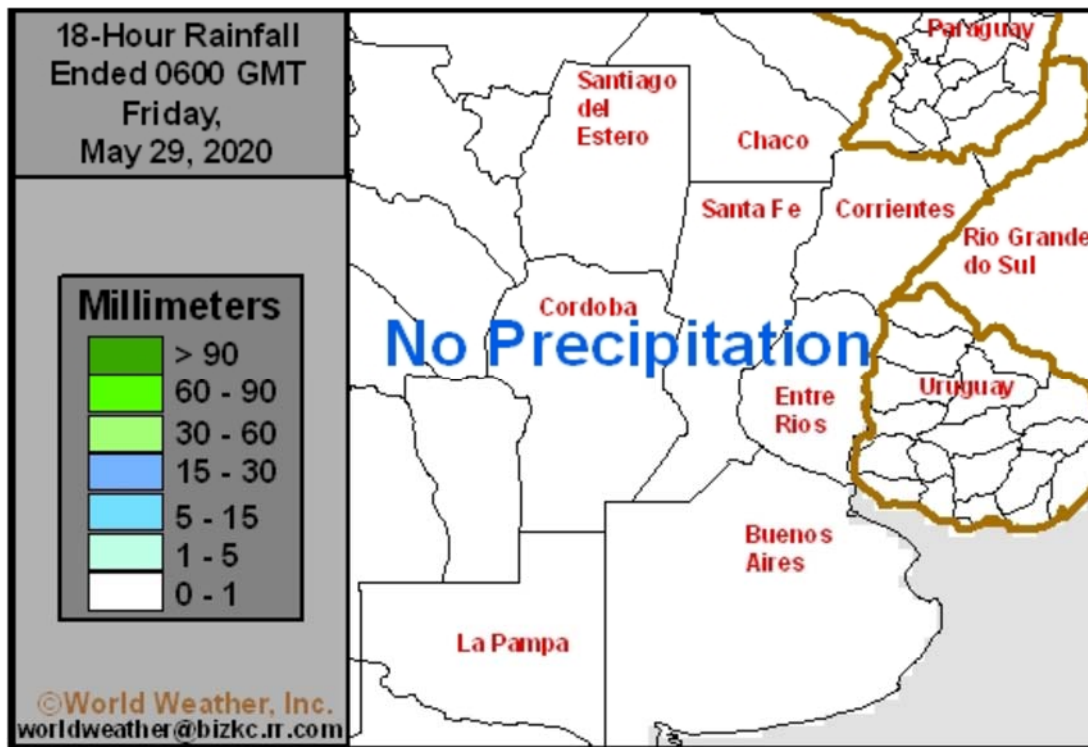 18-Hour Rainfall
Ended 0600 GMT
Friday,
May 29, 2020
Millimeters
> 90
60 - 90
30 - 60
15 - 30
5 - 15
1 - 5
0 - 1
©World Weather, Inc.
worldweather@bizkc.rr.com
Paraguay
Santiago
del
Estero
Chaco
Santa Fe
Corrientes
Rio Grande
do Sul
Cordoba
No Precipitation
Uruguay
Entre
Rios
Buenos
Aires
La Pampa